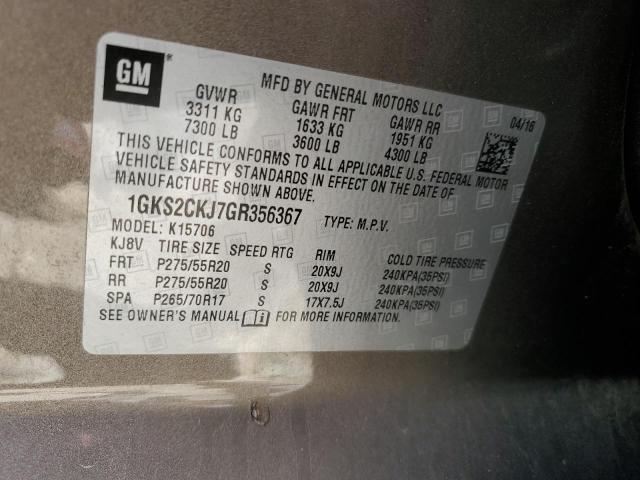 GM
MFD BY GENERAL MOTORS LLC
GVWR GAWR FRT GAWR RR 04/16
3311 KG 1633 KG 1951 KG
7300 LB 3600 LB 4300 LB
THIS VEHICLE CONFORMS TO ALL APPLICABLE U.S. FEDERAL MOTOR
VEHICLE SAFETY STANDARDS IN EFFECT ON THE DATE OF
MANUFACTURE SHOWN ABOVE.
1GKS2CKJ7GR356367 TYPE: M.P.V.
MODEL: K15706
KJ8V TIRE SIZE SPEED RTG RIM COLD TIRE PRESSURE
FRT P275/55R20 S 20X9J 240KPA(35PSI)
RR P275/55R20 S 20X9J 240KPA(35PSI)
SPA P265/70R17 S 17X7.5J 240KPA(35PSI)
SEE OWNER'S MANUAL FOR MORE INFORMATION.